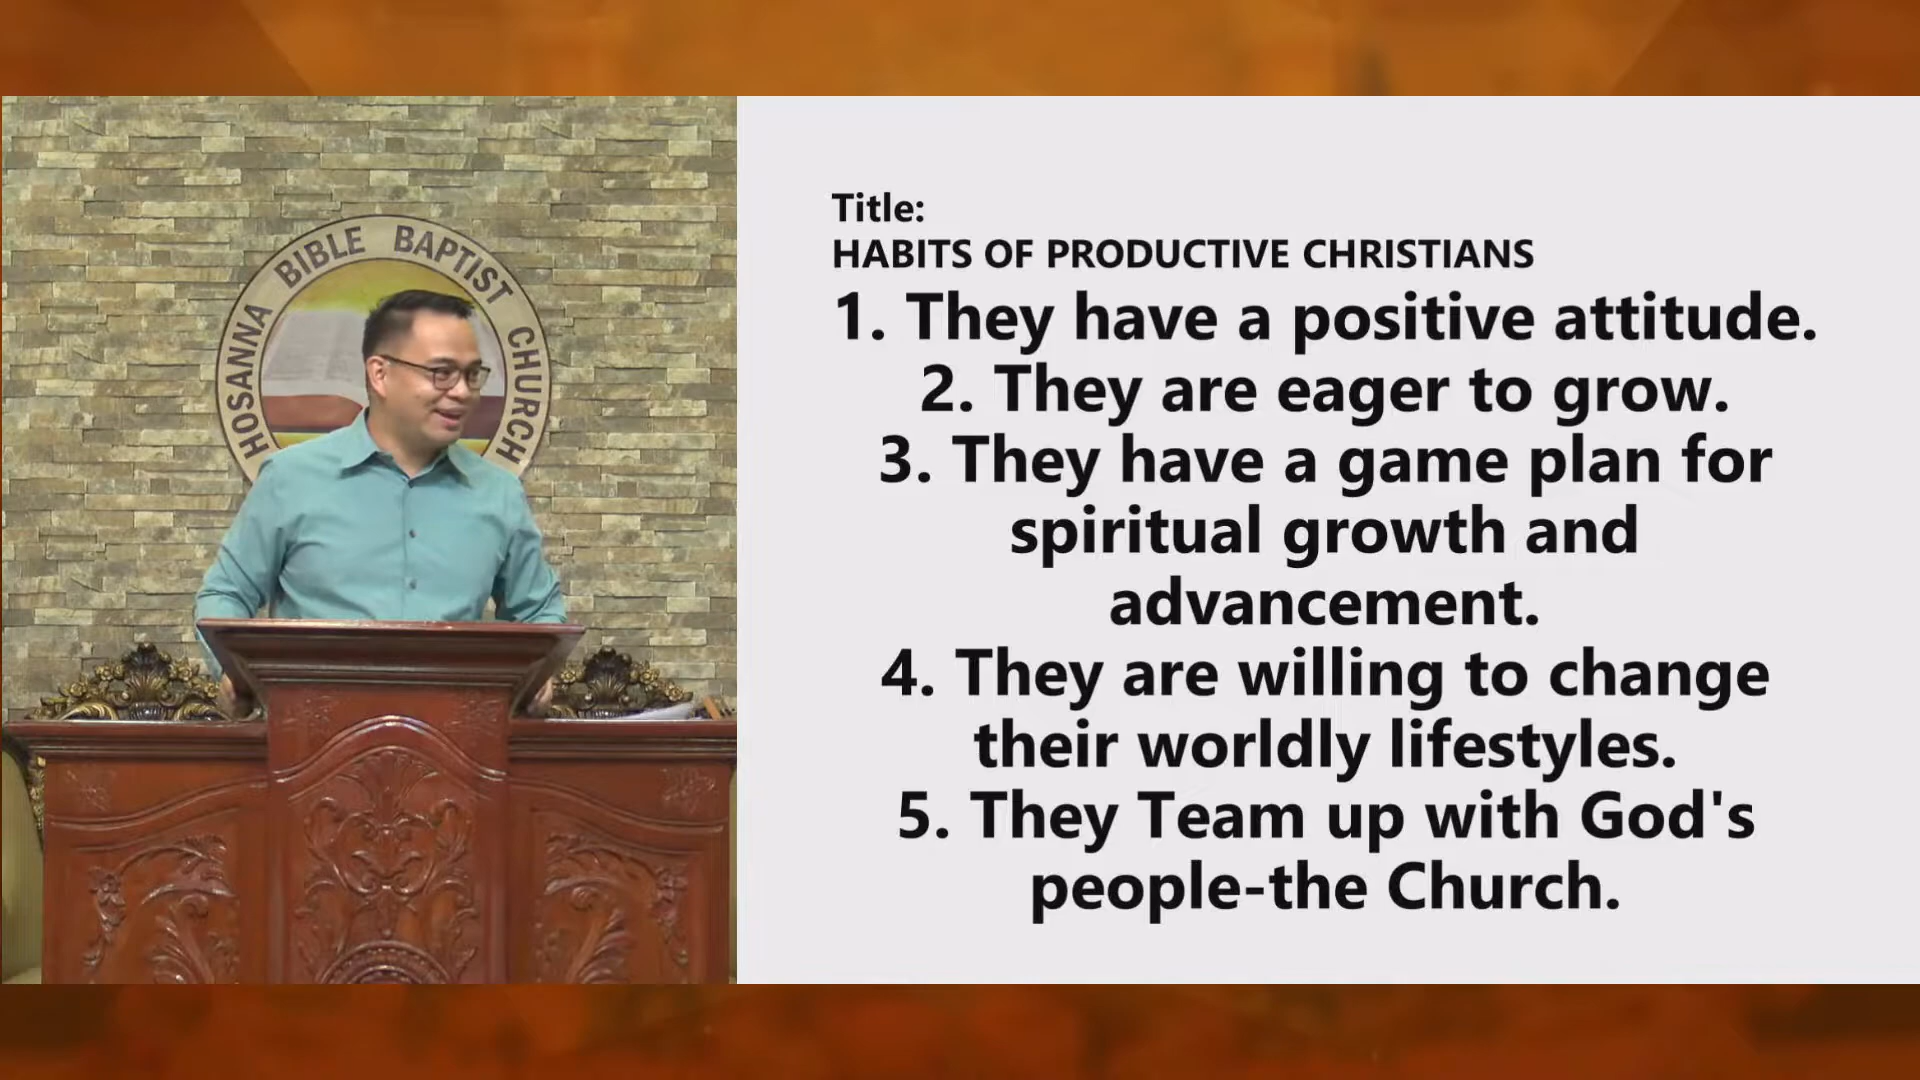 HOSANNA BIBLE BAPTIST CHURCH
Title:
HABITS OF PRODUCTIVE CHRISTIANS
1. They have a positive attitude.
2. They are eager to grow.
3. They have a game plan for
spiritual growth and
advancement.
4. They are willing to change
their worldly lifestyles.
5. They Team up with God's
people-the Church.